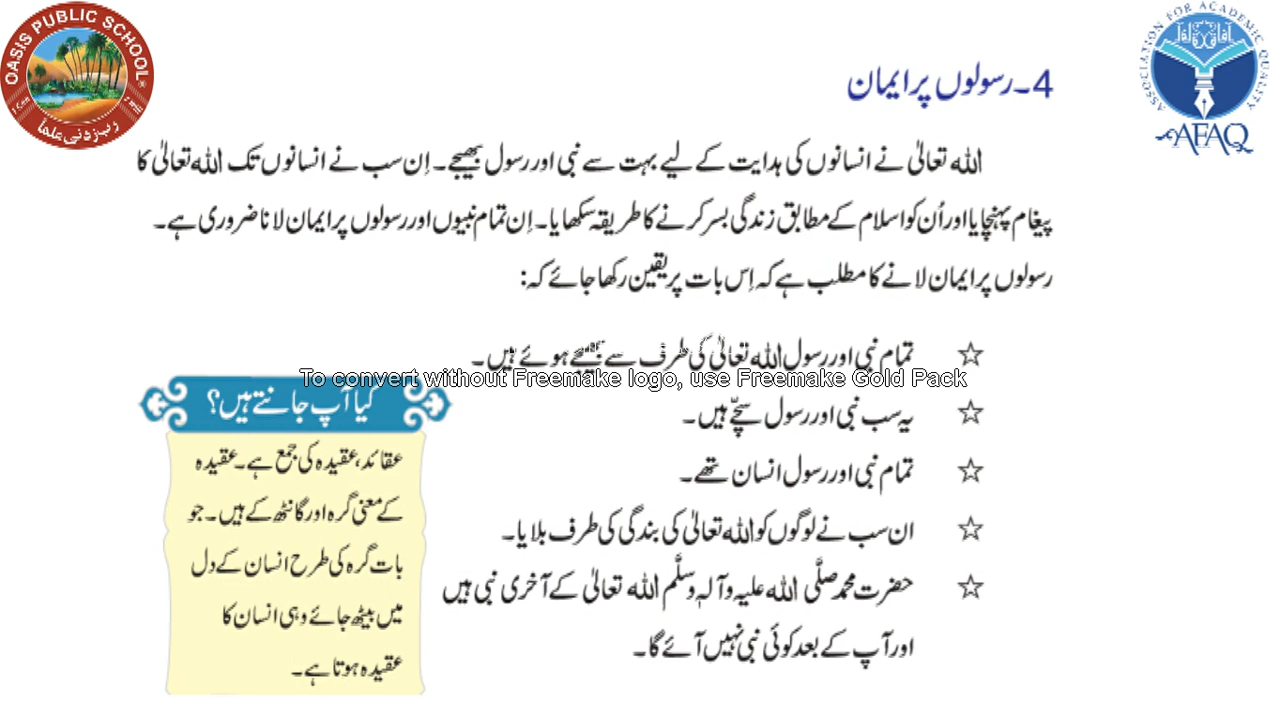 OASIS PUBLIC SCHOOL
رب زدنی علماً
ASSOCIATION FOR ACADEMIC QUALITY
AFAQ
4۔رسولوں پر ایمان
اللہ تعالیٰ نے انسانوں کی ہدایت کے لیے بہت سے نبی اور رسول بھیجے۔ اِن سب نے انسانوں تک اللہ تعالیٰ کا
پیغام پہنچایا اور اُن کو اسلام کے مطابق زندگی بسر کرنے کا طریقہ سکھایا۔ اِن تمام نبیوں اور رسولوں پر ایمان لانا ضروری ہے۔
رسولوں پر ایمان لانے کا مطلب ہے کہ اِس بات پر یقین رکھا جائے کہ:
☆ تمام نبی اور رسول اللہ تعالیٰ کی طرف سے بھیجے ہوئے ہیں۔
To convert without Freemake logo, use Freemake Gold Pack
☆ یہ سب نبی اور رسول سچّے ہیں۔
☆ تمام نبی اور رسول انسان تھے۔
☆ ان سب نے لوگوں کو اللہ تعالیٰ کی بندگی کی طرف بلایا۔
☆ حضرت محمد صلَّی اللہ علیہ وآلہٖ وسلَّم اللہ تعالیٰ کے آخری نبی ہیں
اور آپ کے بعد کوئی نبی نہیں آئے گا۔
کیا آپ جانتے ہیں؟
عقائد، عقیدہ کی جمع ہے۔ عقیدہ
کے معنی گرہ اور گانٹھ کے ہیں۔ جو
بات گرہ کی طرح انسان کے دل
میں بیٹھ جائے وہی انسان کا
عقیدہ ہوتا ہے۔